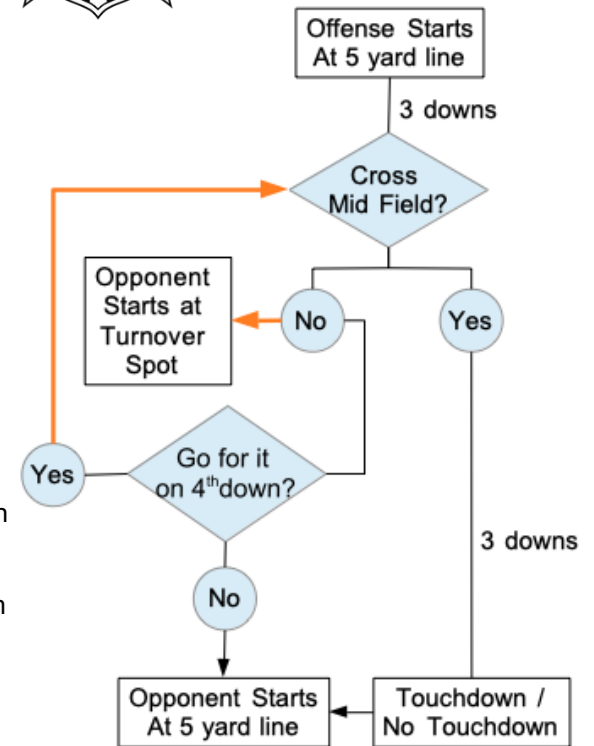 Offense Starts
At 5 yard line
3 downs
Cross
Mid Field?
Opponent
Starts at
Turnover
Spot
No
Yes
Go for it
on 4th down?
Yes
No
3 downs
Opponent Starts
At 5 yard line
Touchdown /
No Touchdown